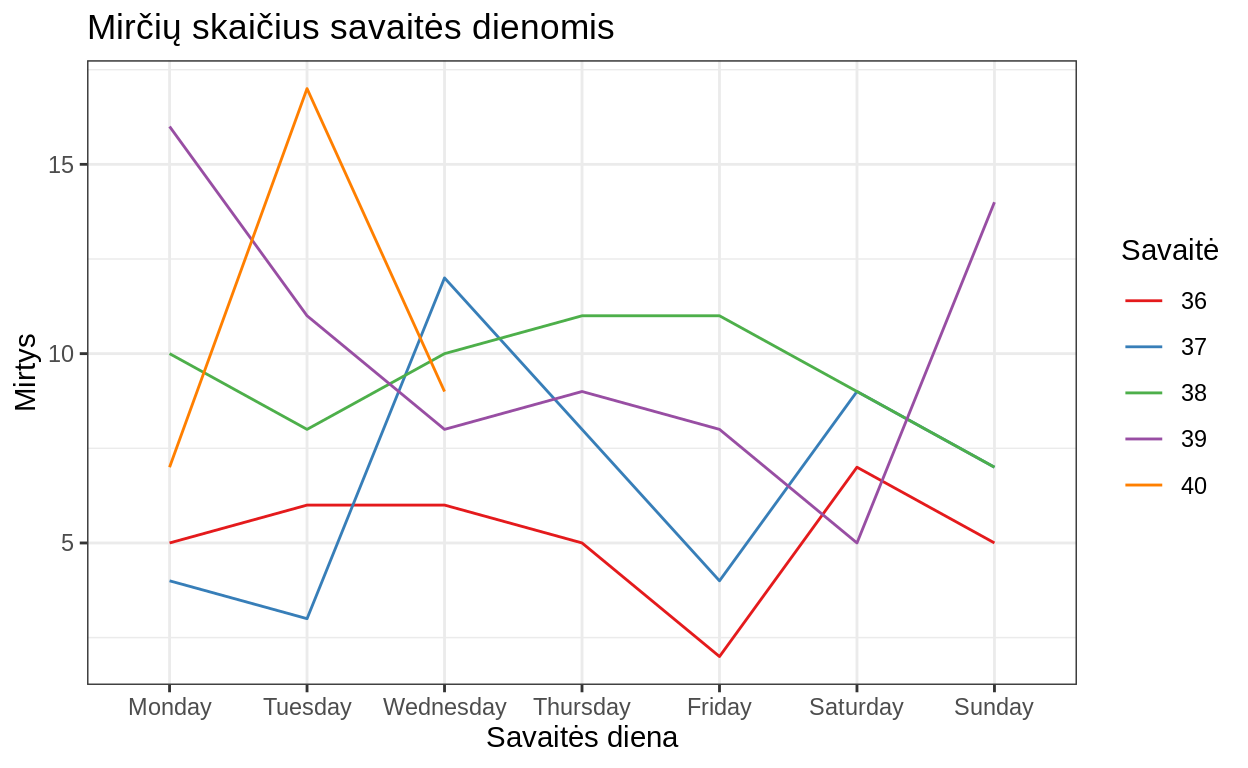 Mirčių skaičius savaitės dienomis
Mirtys
15
10
5
Monday Tuesday Wednesday Thursday Friday Saturday Sunday
Savaitės diena
Savaitė
36
37
38
39
40